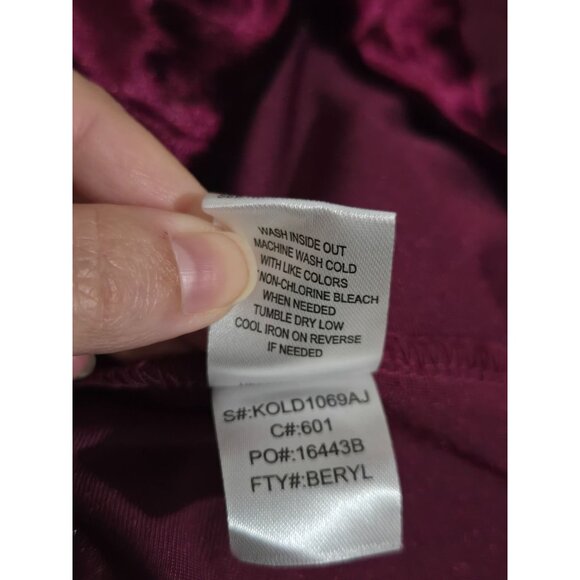 WASH INSIDE OUT
MACHINE WASH COLD
WITH LIKE COLORS
NON-CHLORINE BLEACH
WHEN NEEDED
TUMBLE DRY LOW
COOL IRON ON REVERSE
IF NEEDED
S#:KOLD1069AJ
C#:601
PO#:16443B
FTY#:BERYL